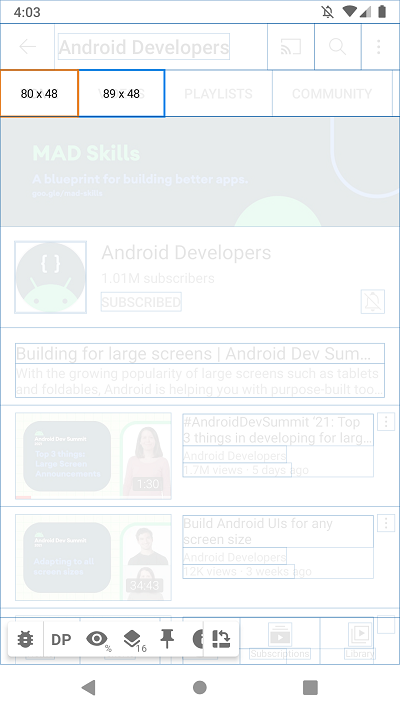 4:03
Android Developers
80 x 48
89 x 48
PLAYLISTS
COMMUNITY
MAD Skills
A blueprint for building better apps.
Android Developers
1.01M subscribers
SUBSCRIBED
Building for large screens | Android Dev Sum...
With the growing popularity of large screens such as tablets
and foldables, Android is helping you with purpose-built too...
#AndroidDevSummit '21: Top
3 things in developing for larg...
Android Developers
1.7M views · 5 days ago
Android Dev Summit
Top 3 things:
Large Screen
Announcements
1:30
Build Android UIs for any
screen size
Android Developers
12K views · 3 weeks ago
Android Dev Summit
Adapting to all
screen sizes
34:43
DP
%
16
Subscriptions
Library